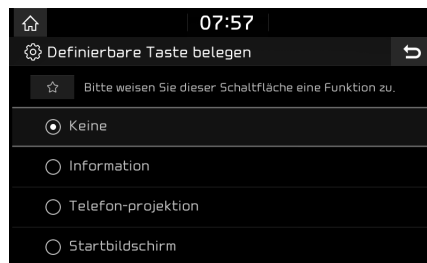 07:57
Definierbare Taste belegen
Bitte weisen Sie dieser Schaltfläche eine Funktion zu.
Keine
Information
Telefon-projektion
Startbildschirm